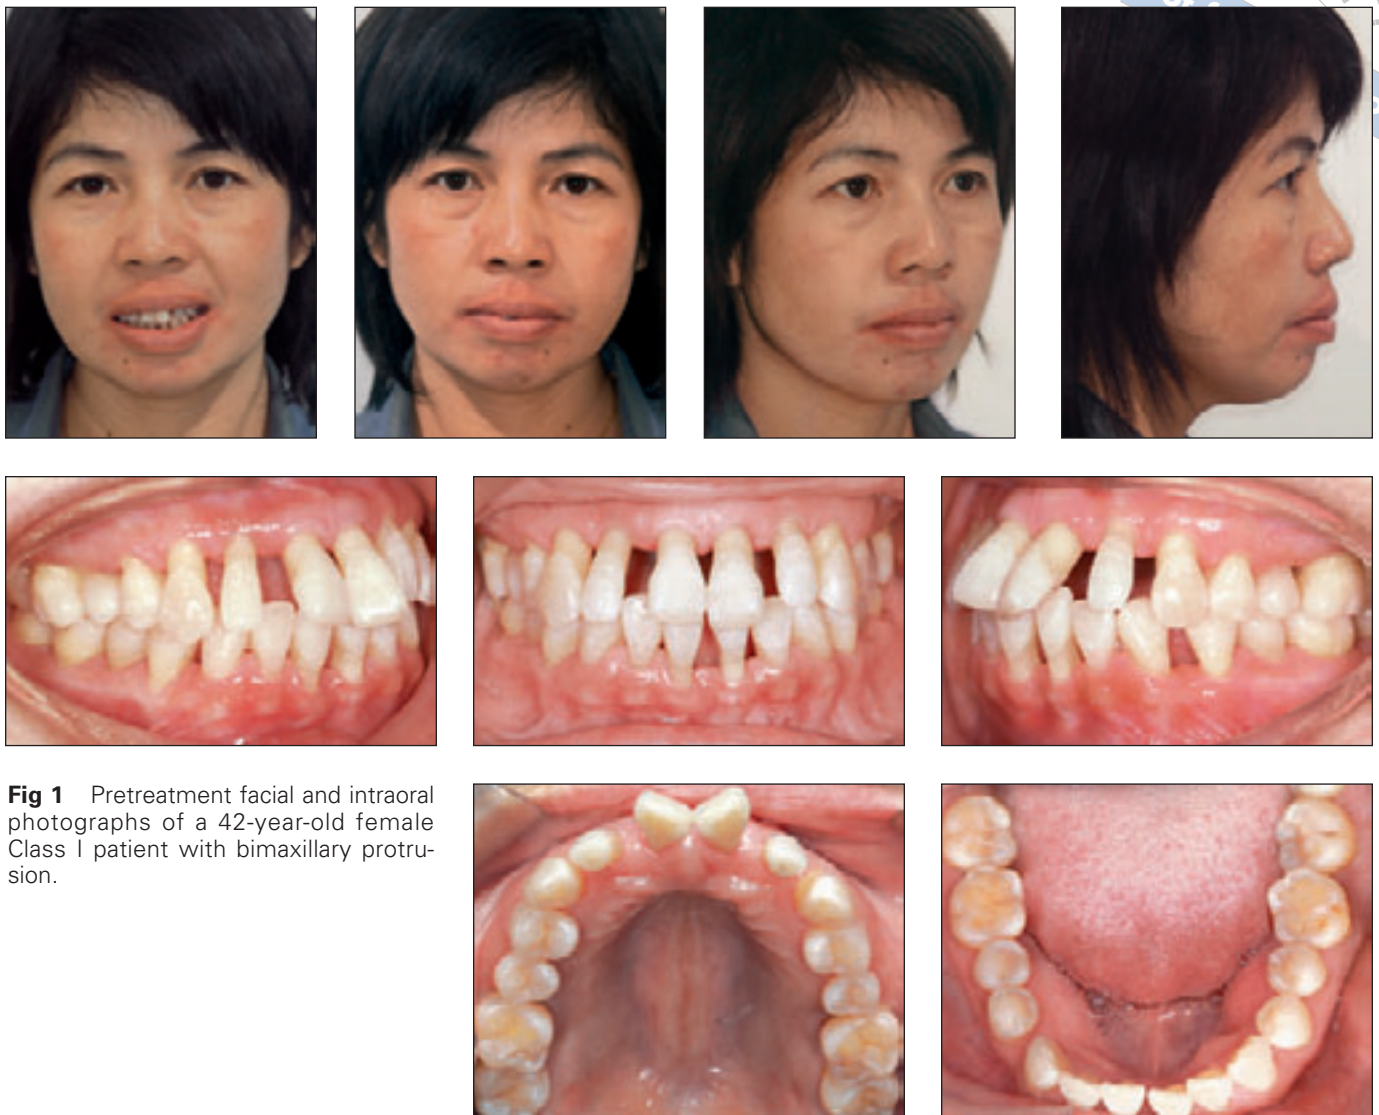 Fig 1 Pretreatment facial and intraoral
photographs of a 42-year-old female
Class I patient with bimaxillary protru-
sion.